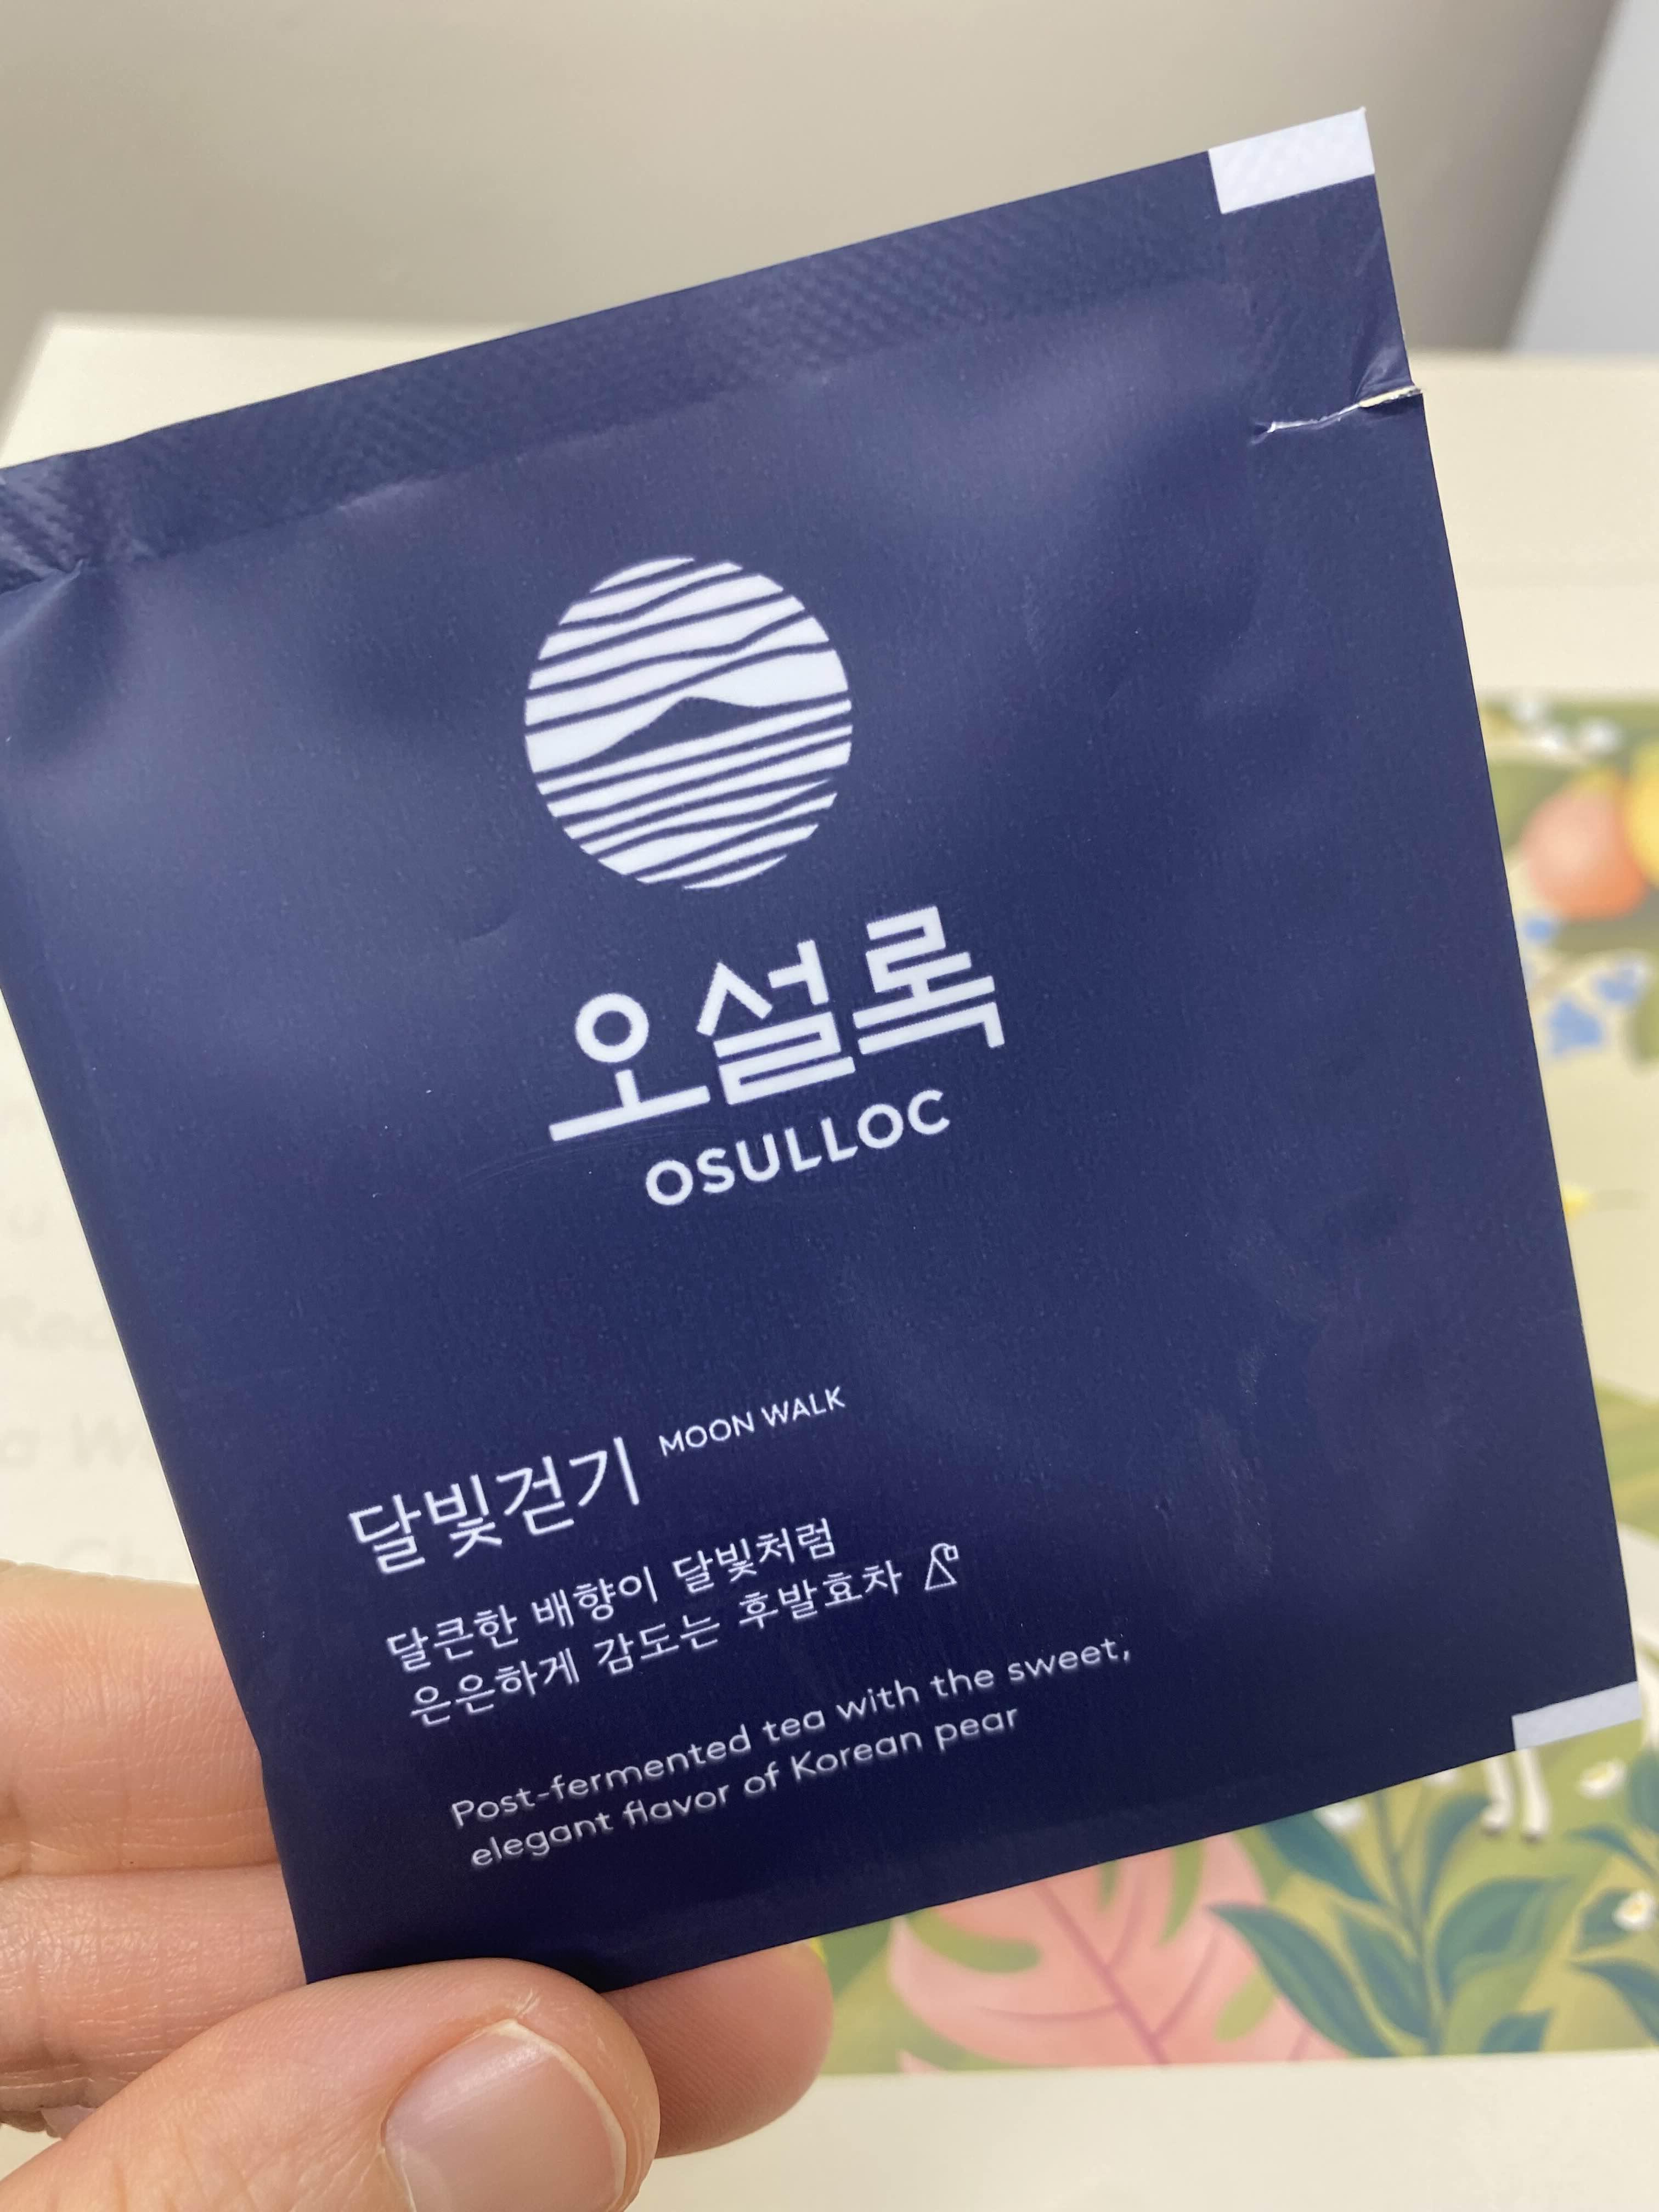 오설록
OSULLOC
달빛걷기 MOON WALK
달큰한 배향이 달빛처럼
은은하게 감도는 후발효차
Post-fermented tea with the sweet,
elegant flavor of Korean pear